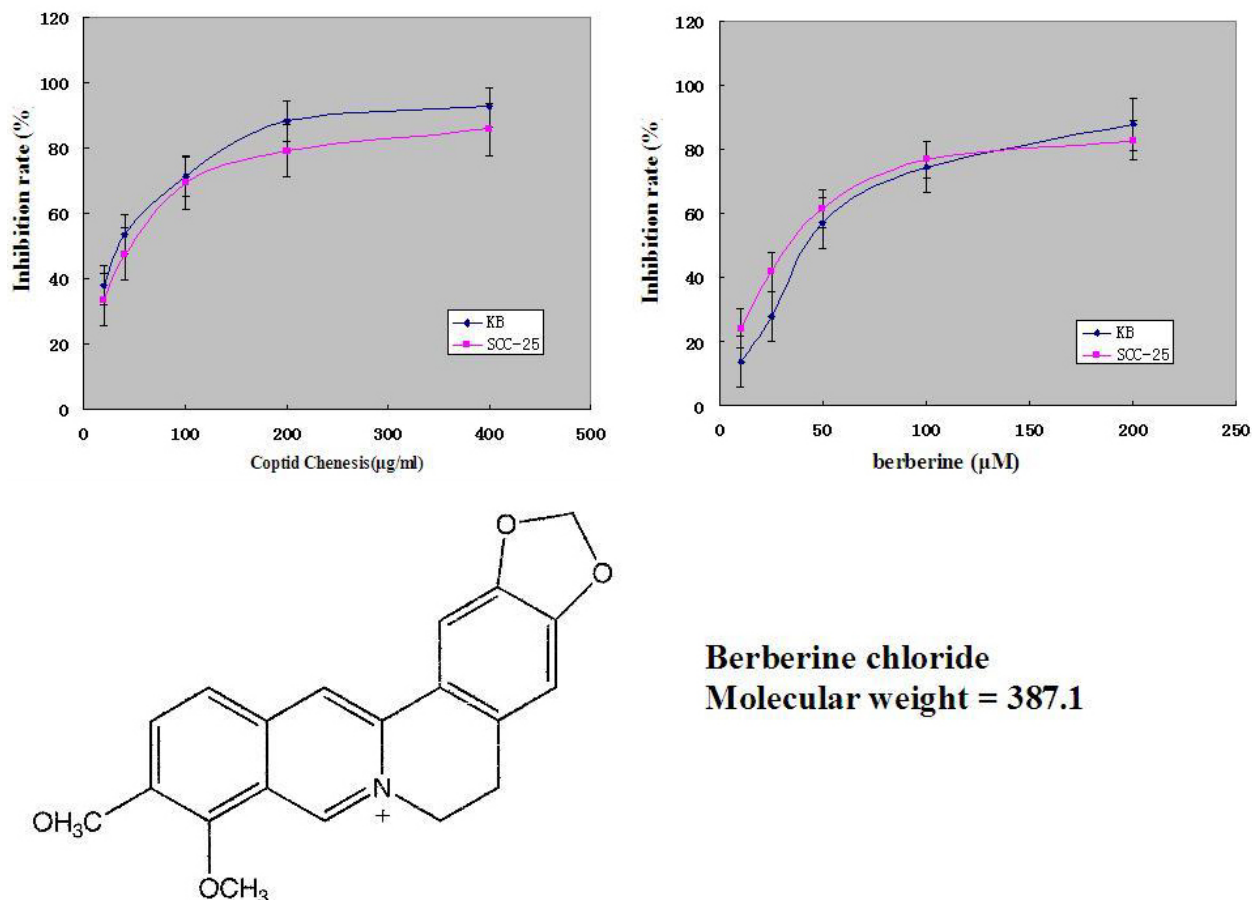 120
100
80
60
40
20
0
Inhibition rate (%
KB
SCC-25
0 100 200 300 400 500
Coptid Chenesis(μg/ml)
120
100
80
60
40
20
0
Inhibition rate (%
KB
SCC-25
0 50 100 150 200 250
berberine (μM)
O
O
N
+
OH₃C
OCH₃
Berberine chloride
Molecular weight = 387.1